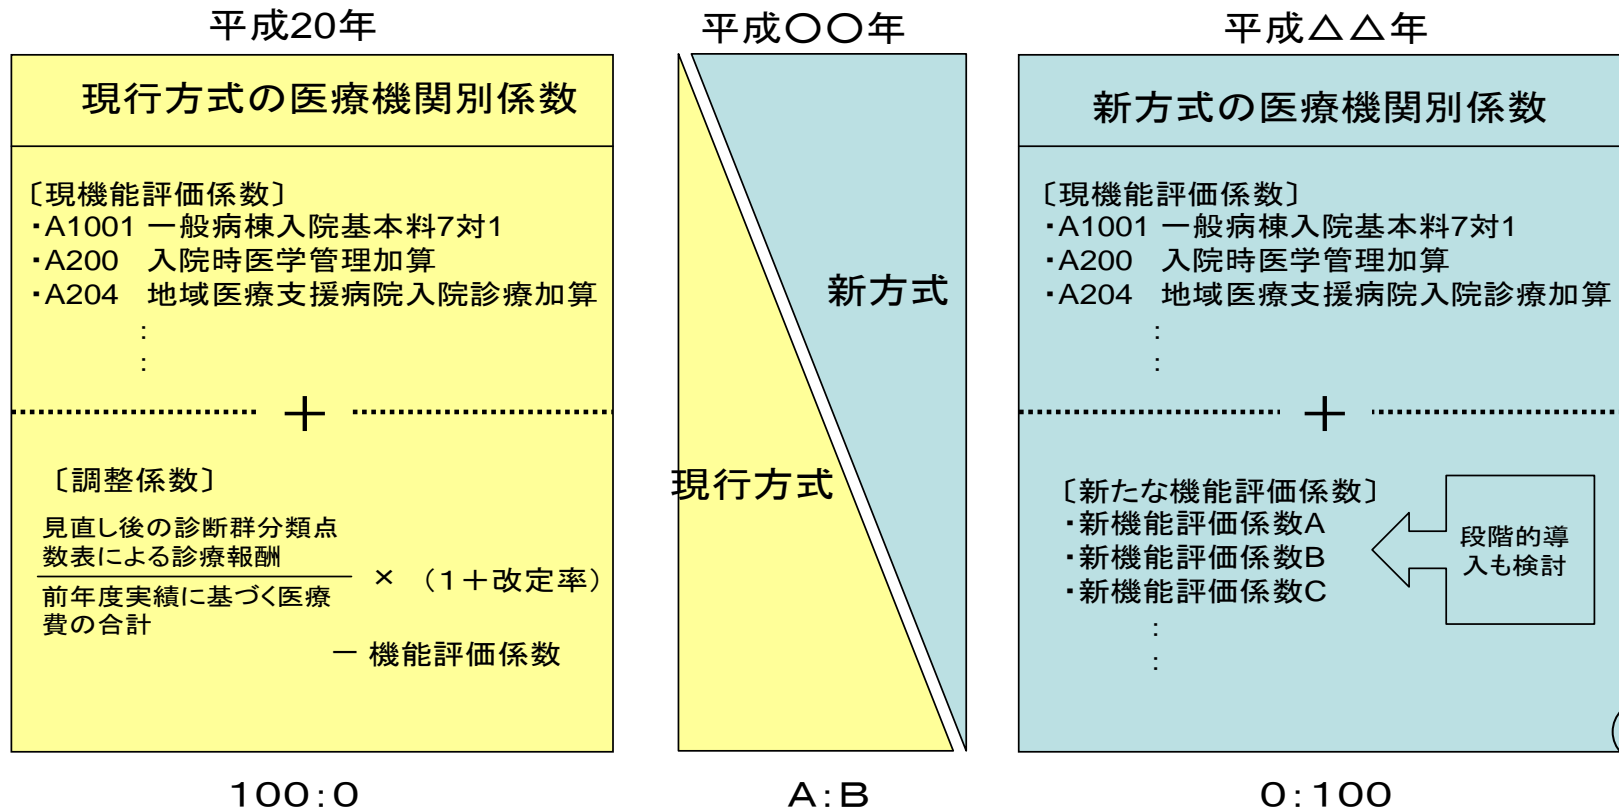 平成20年
現行方式の医療機関別係数
〔現機能評価係数〕
・A1001 一般病棟入院基本料7対1
・A200 入院時医学管理加算
・A204 地域医療支援病院入院診療加算
：
：
＋
〔調整係数〕
見直し後の診断群分類点
数表による診療報酬
前年度実績に基づく医療
費の合計
× （1＋改定率）
－ 機能評価係数
100：0
平成〇〇年
新方式
現行方式
A：B
平成△△年
新方式の医療機関別係数
〔現機能評価係数〕
・A1001 一般病棟入院基本料7対1
・A200 入院時医学管理加算
・A204 地域医療支援病院入院診療加算
：
：
＋
〔新たな機能評価係数〕
・新機能評価係数A
・新機能評価係数B
・新機能評価係数C
：
：
段階的導
入も検討
0：100